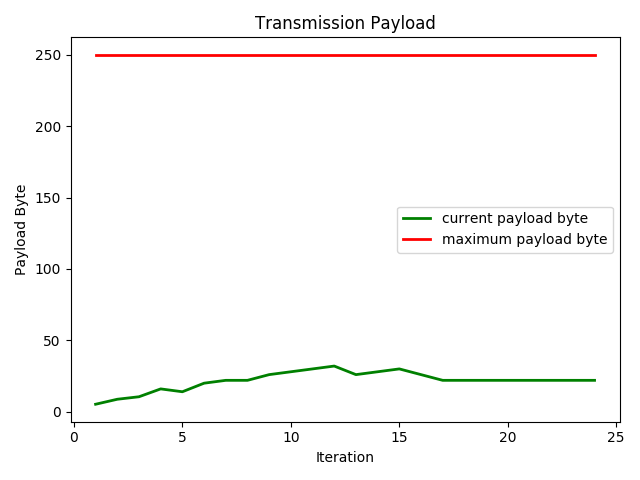 Transmission Payload
Payload Byte
250
200
150
100
50
0
current payload byte
maximum payload byte
0 5 10 15 20 25
Iteration